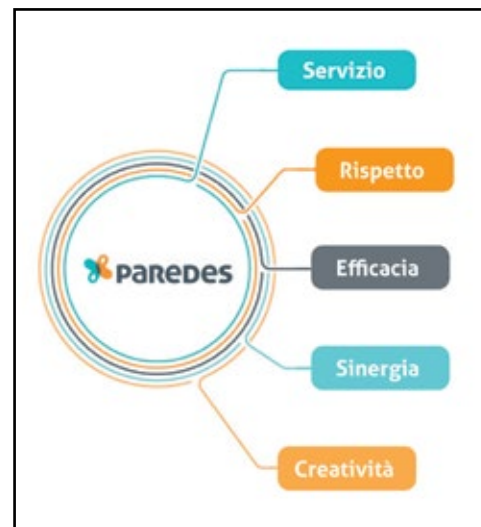 Servizio
Rispetto
PAREDES
Efficacia
Sinergia
Creatività